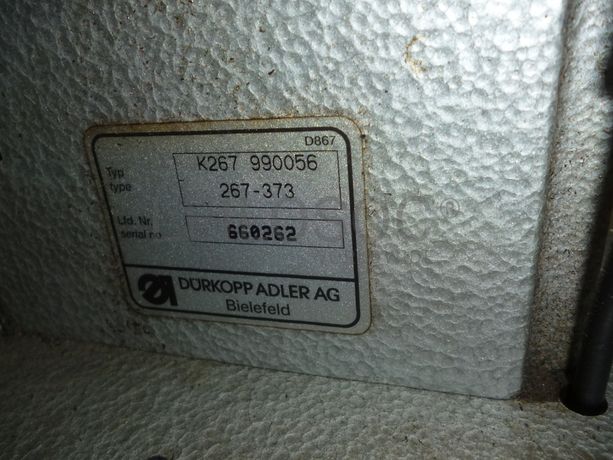 D867
Typ
type
K267 990056
267-373
Lfd. Nr.
serial no
660262
DÜRKOPP ADLER AG
Bielefeld